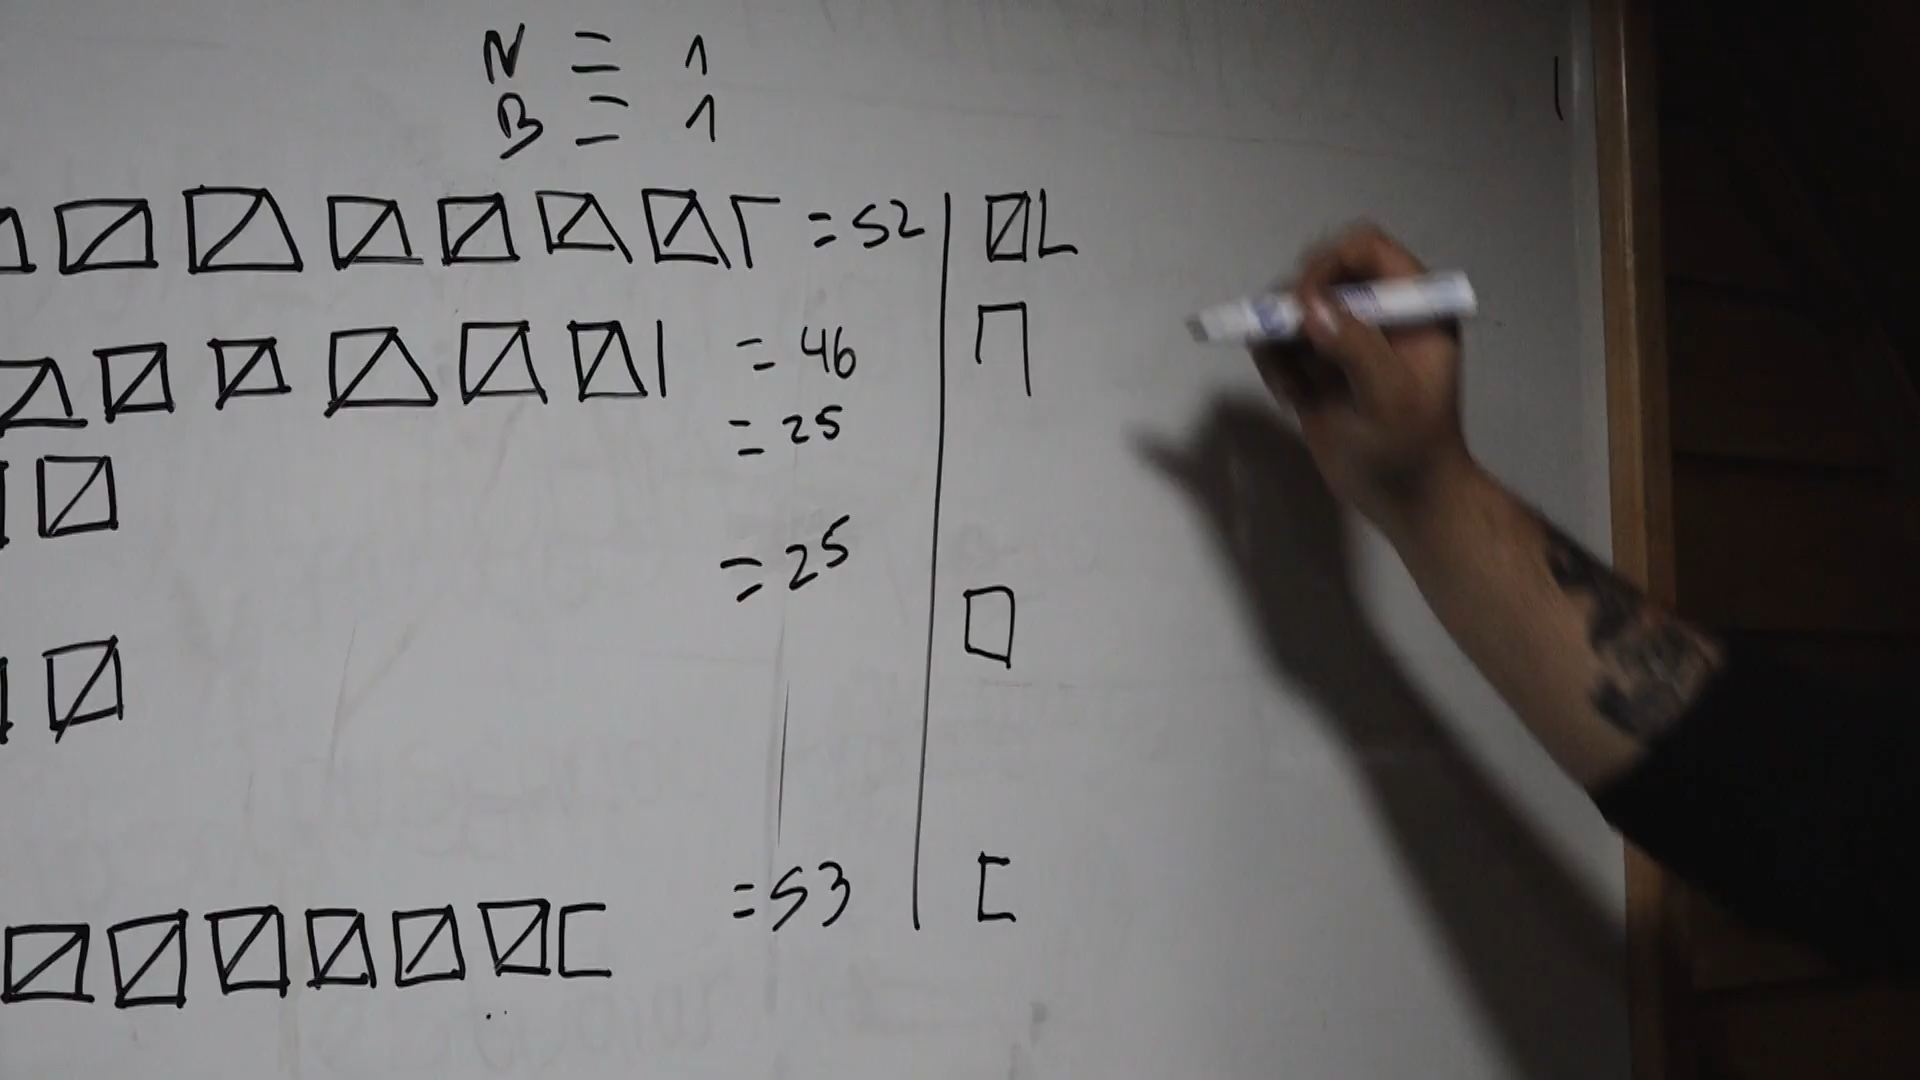 N = 1
B = 1
= 52
= 46
= 25
= 25
= 53